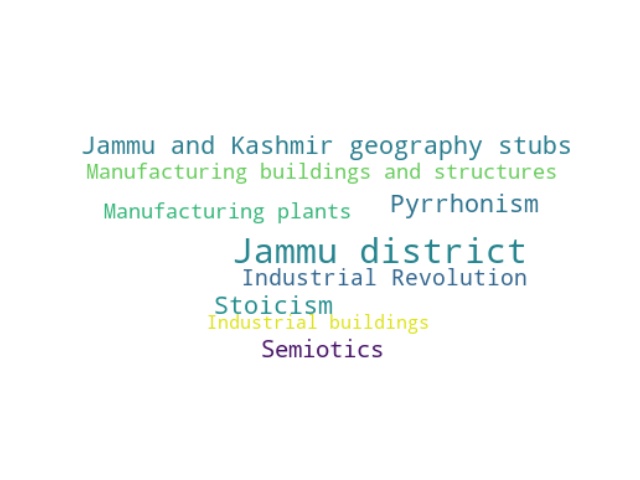 Jammu and Kashmir geography stubs
Manufacturing buildings and structures
Manufacturing plants
Pyrrhonism
Jammu district
Industrial Revolution
Stoicism
Industrial buildings
Semiotics